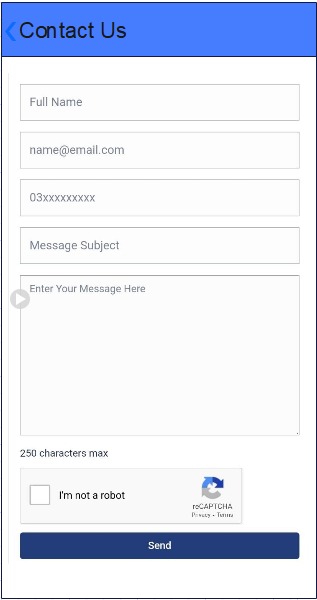 Contact Us
Full Name
name@email.com
03xxxxxxxxx
Message Subject
Enter Your Message Here
250 characters max
I'm not a robot
reCAPTCHA
Privacy - Terms
Send